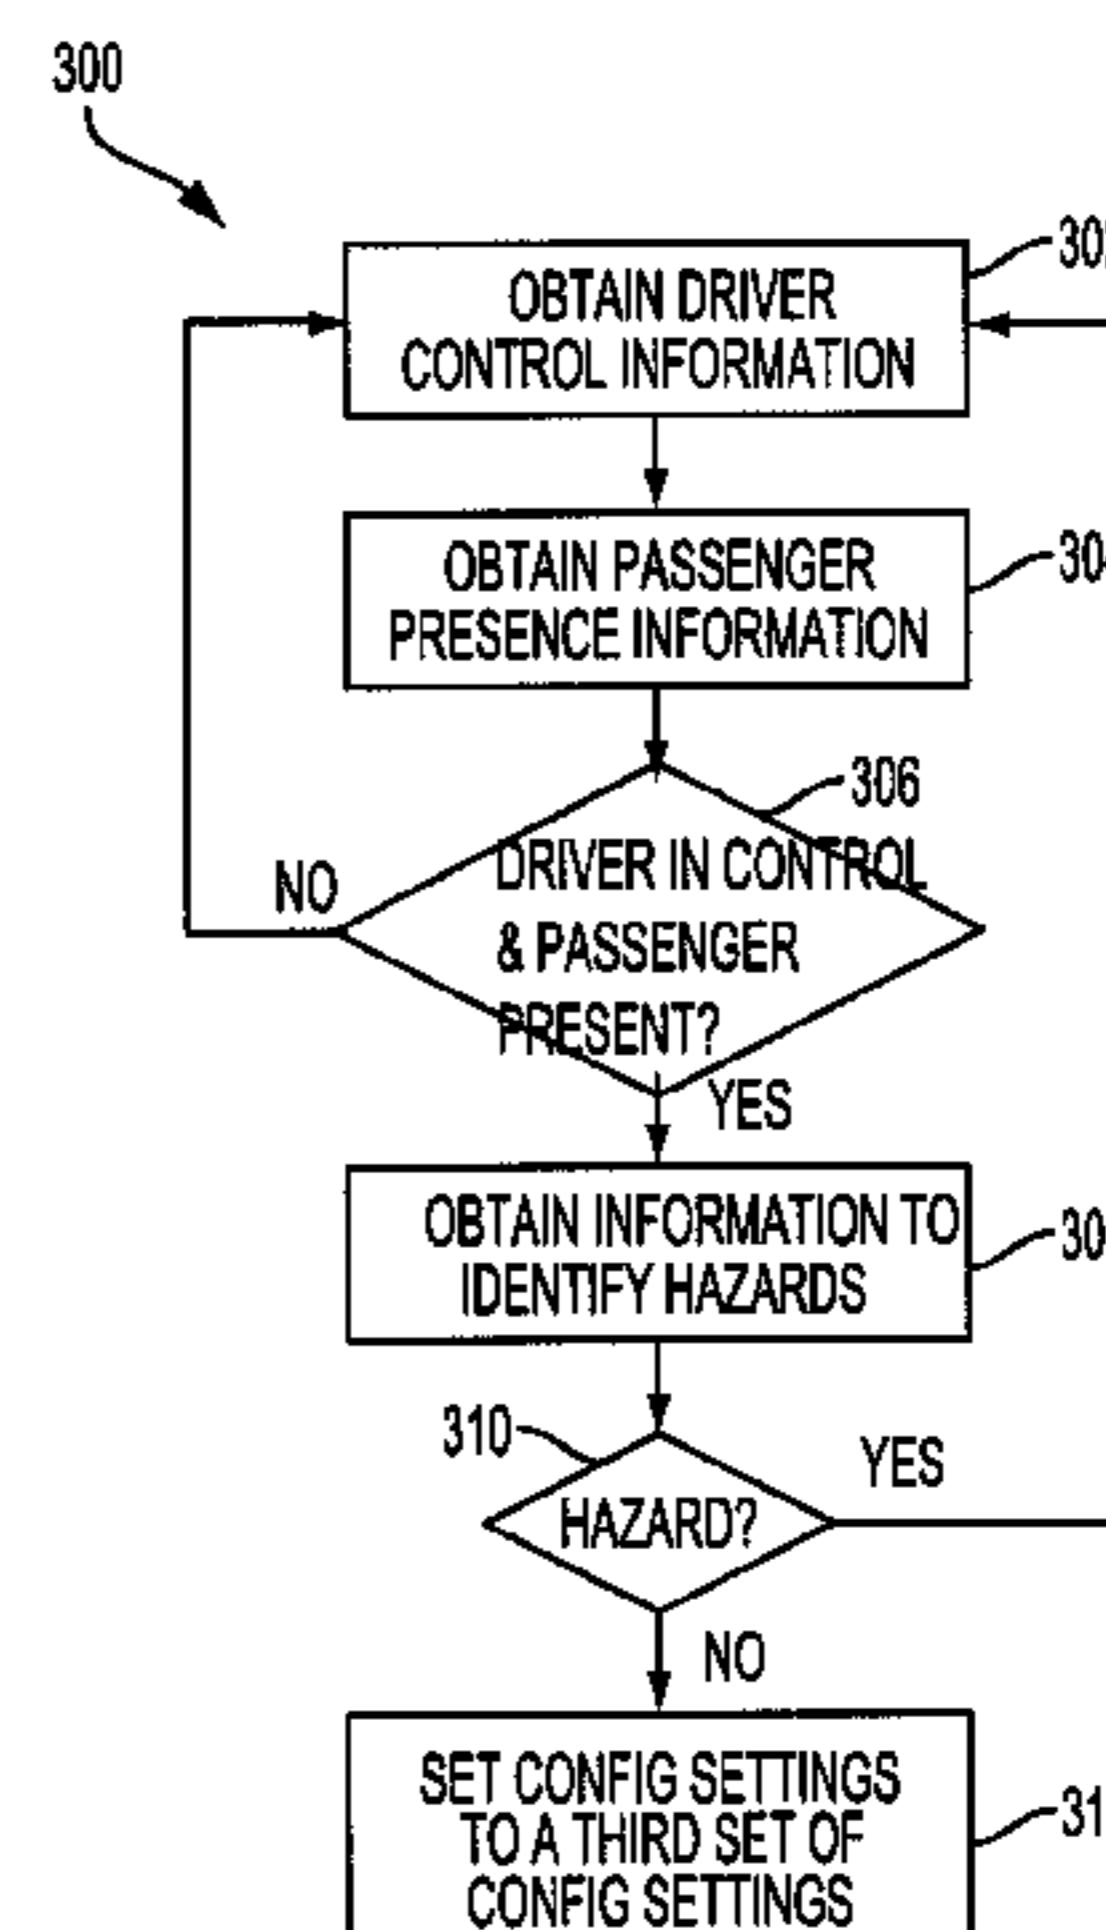 300
OBTAIN DRIVER
CONTROL INFORMATION
OBTAIN PASSENGER
PRESENCE INFORMATION
306
DRIVER IN CONTROL
& PASSENGER
PRESENT?
NO
YES
OBTAIN INFORMATION TO
IDENTIFY HAZARDS
310
HAZARD?
YES
NO
SET CONFIG SETTINGS
TO A THIRD SET OF
CONFIG SETTINGS